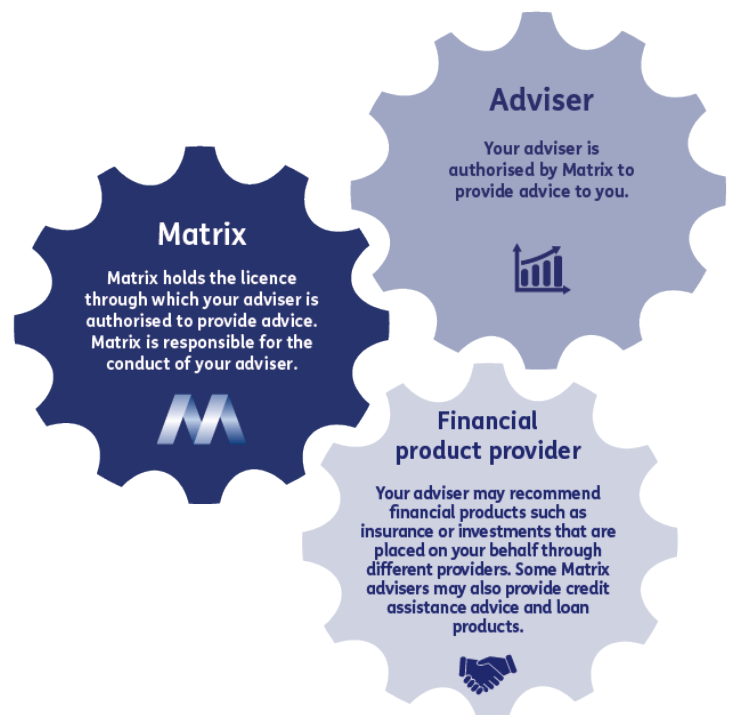 Adviser
Your adviser is
authorised by Matrix to
provide advice to you.
Matrix
Matrix holds the licence
through which your adviser is
authorised to provide advice.
Matrix is responsible for the
conduct of your adviser.
Financial
product provider
Your adviser may recommend
financial products such as
insurance or investments that are
placed on your behalf through
different providers. Some Matrix
advisers may also provide credit
assistance advice and loan
products.